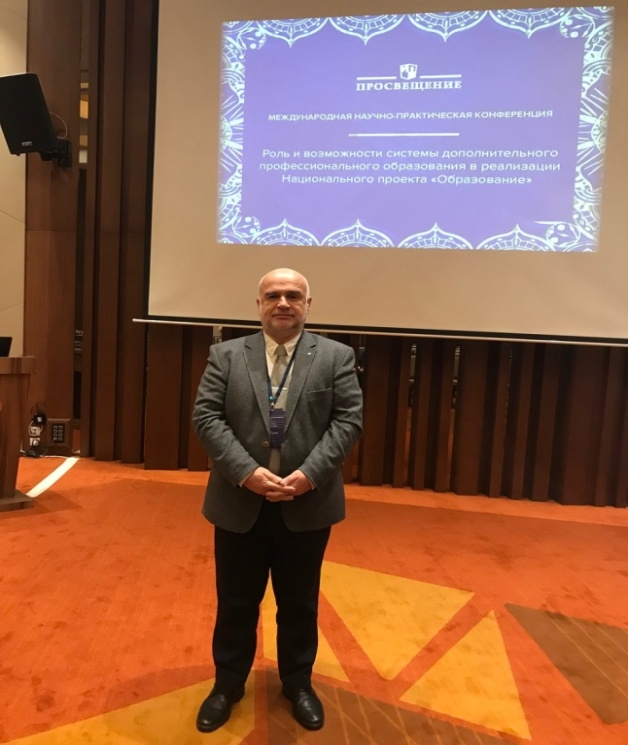 ПРОСВЕЩЕНИЕ
МЕЖДУНАРОДНАЯ НАУЧНО-ПРАКТИЧЕСКАЯ КОНФЕРЕНЦИЯ
Роль и возможности системы дополнительного
профессионального образования в реализации
Национального проекта «Образование»